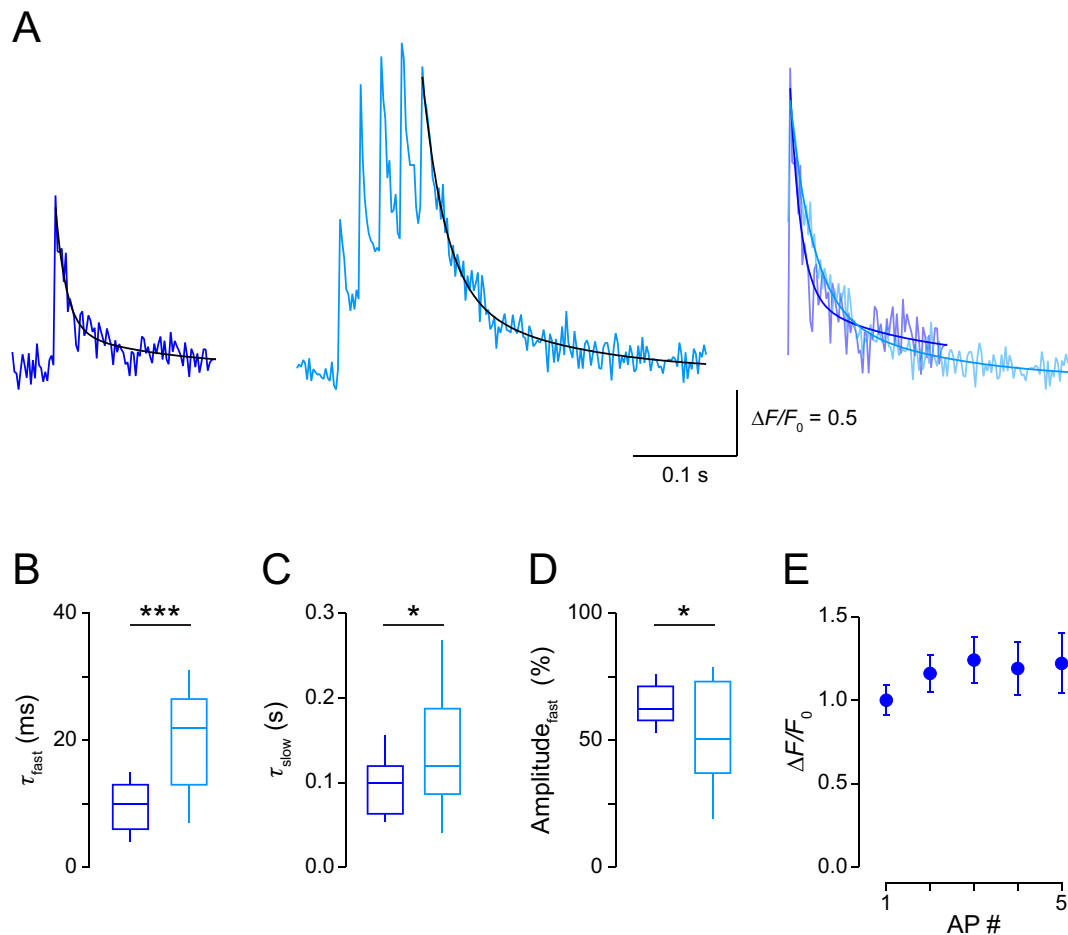 A
ΔF/F0 = 0.5
0.1 s
B
τfast (ms)
40
20
0
***
C
τslow (s)
0.3
0.2
0.1
0.0
*
D
Amplitudefast (%)
100
50
0
*
E
ΔF/F0
1.5
1.0
0.5
0.0
1
5
AP #